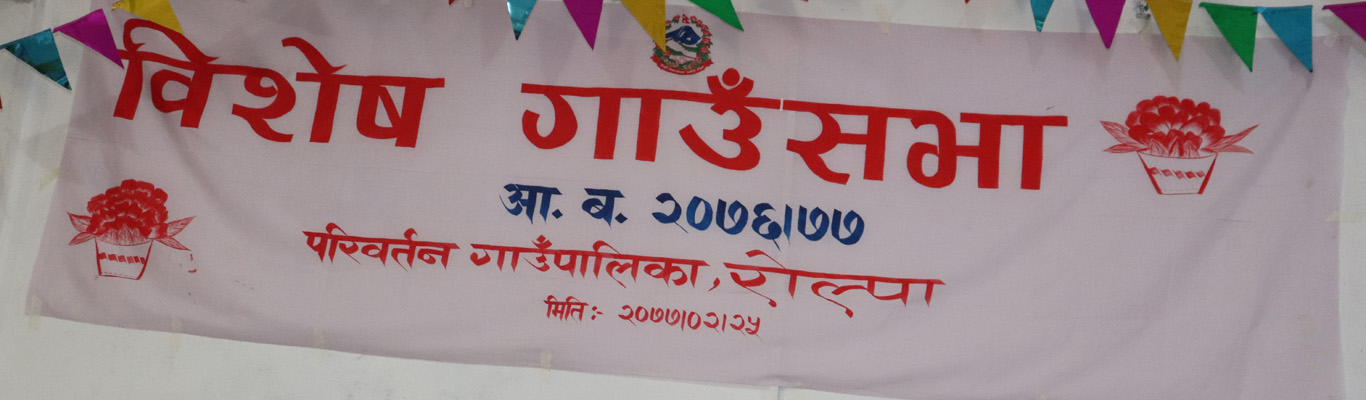 विशेष गाउँसभा
आ. ब. २०७६।७७
परिवर्तन गाउँपालिका, रोल्पा
मिति :- २०७७।०२।२५